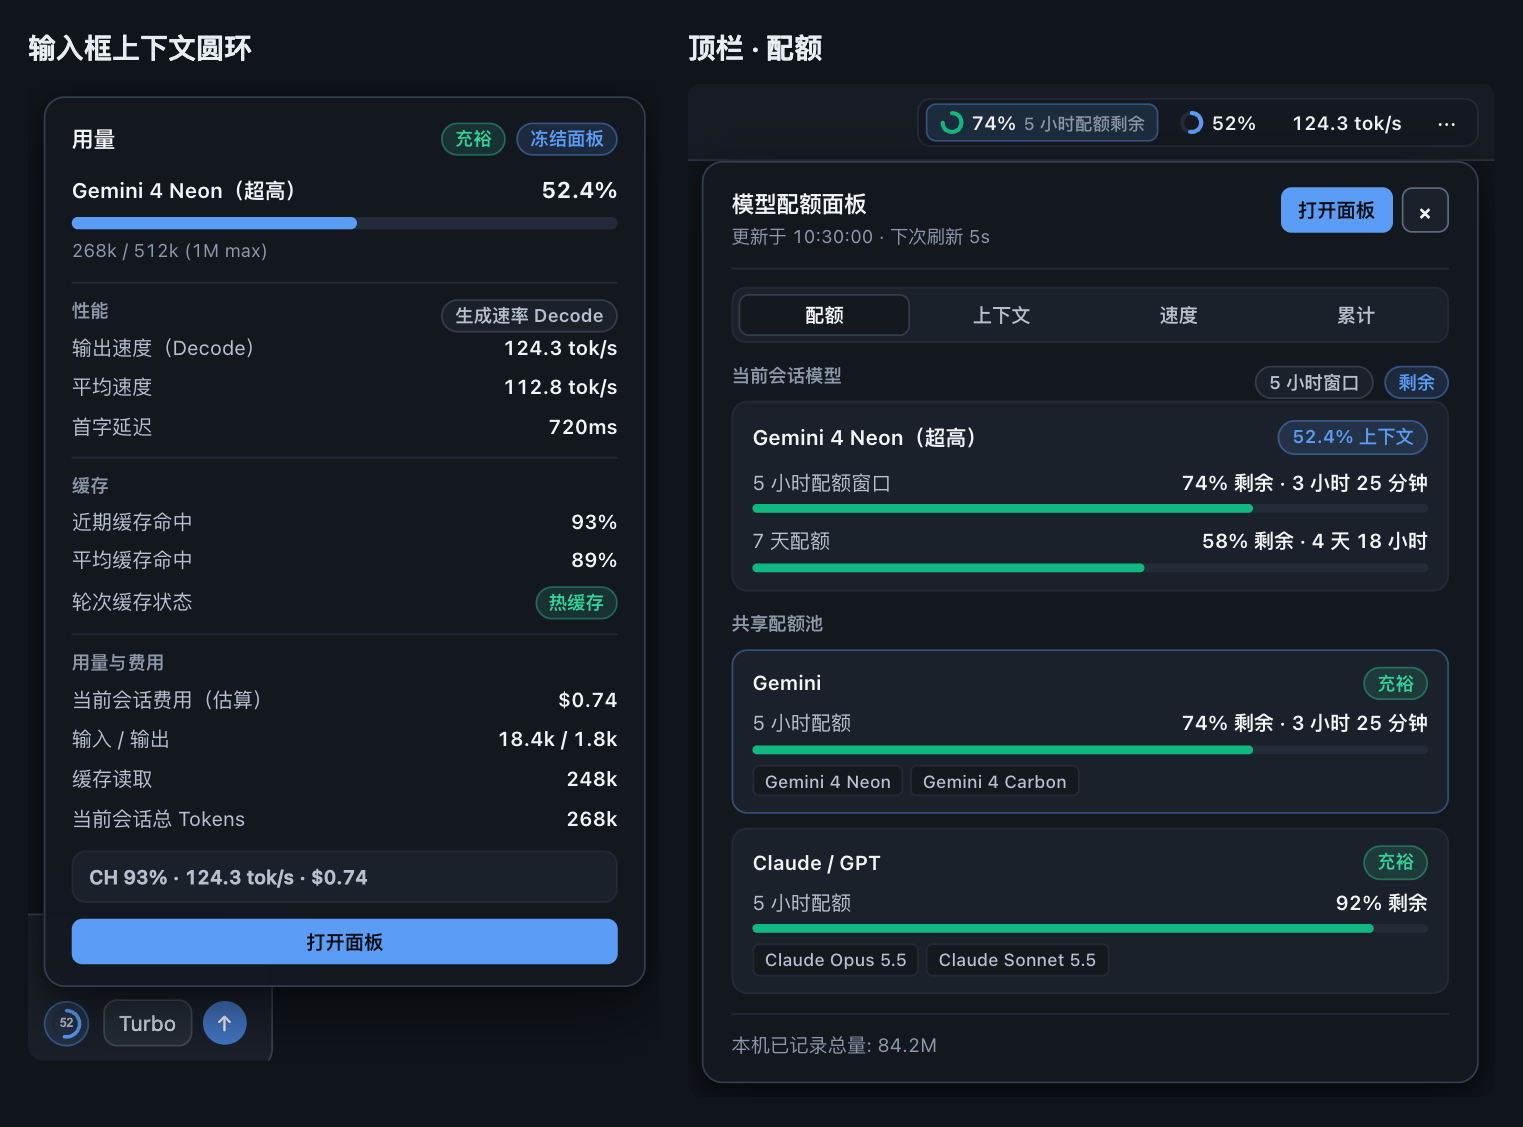 输入框上下文圆环
用量
充裕
冻结面板
Gemini 4 Neon（超高）
52.4%
268k / 512k (1M max)
性能
生成速率 Decode
输出速度（Decode）
124.3 tok/s
平均速度
112.8 tok/s
首字延迟
720ms
缓存
近期缓存命中
93%
平均缓存命中
89%
轮次缓存状态
热缓存
用量与费用
当前会话费用（估算）
$0.74
输入 / 输出
18.4k / 1.8k
缓存读取
248k
当前会话总 Tokens
268k
CH 93% · 124.3 tok/s · $0.74
打开面板
52
Turbo
↑
顶栏 · 配额
74% 5 小时配额剩余
52%
124.3 tok/s
···
模型配额面板
更新于 10:30:00 · 下次刷新 5s
打开面板
×
配额
上下文
速度
累计
当前会话模型
5 小时窗口
剩余
Gemini 4 Neon（超高）
52.4% 上下文
5 小时配额窗口
74% 剩余 · 3 小时 25 分钟
7 天配额
58% 剩余 · 4 天 18 小时
共享配额池
Gemini
充裕
5 小时配额
74% 剩余 · 3 小时 25 分钟
Gemini 4 Neon
Gemini 4 Carbon
Claude / GPT
充裕
5 小时配额
92% 剩余
Claude Opus 5.5
Claude Sonnet 5.5
本机已记录总量: 84.2M